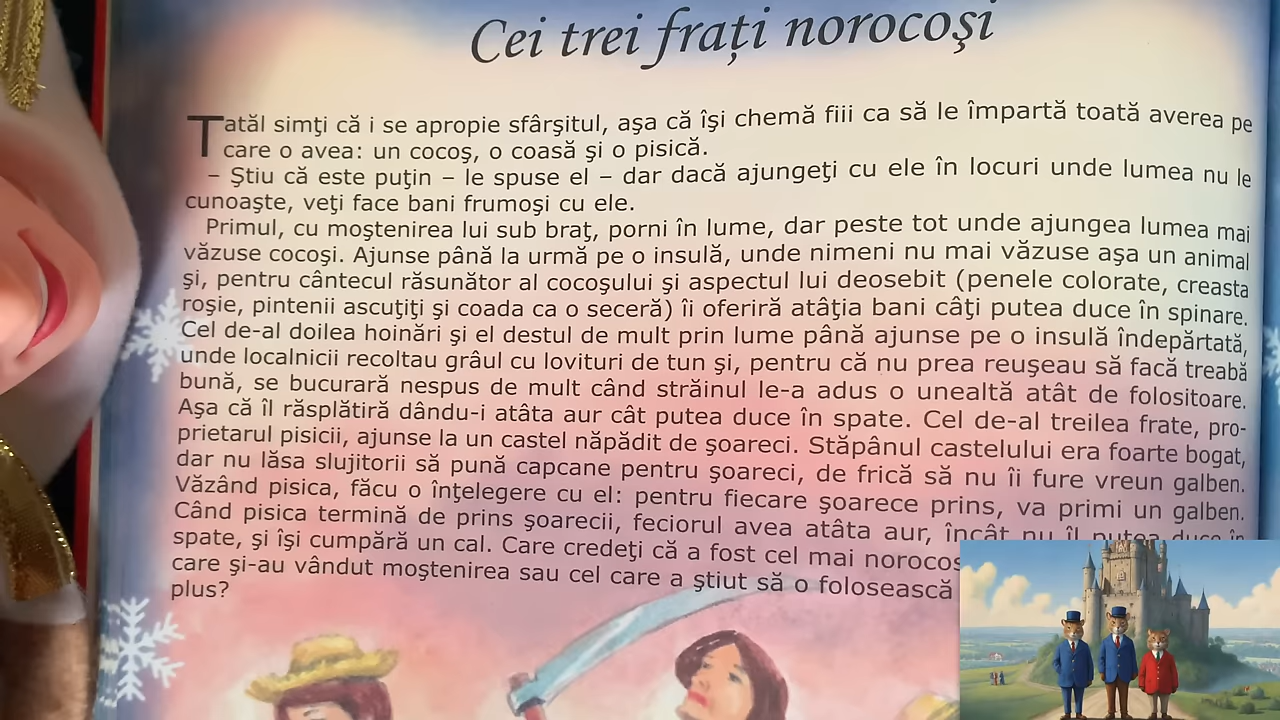 Cei trei frați norocoşi
Tatăl simţi că i se apropie sfârşitul, aşa că îşi chemă fiii ca să le împartă toată averea pe
care o avea: un cocoş, o coasă şi o pisică.
– Ştiu că este puţin – le spuse el – dar dacă ajungeţi cu ele în locuri unde lumea nu le
cunoaşte, veţi face bani frumoşi cu ele.
Primul, cu moştenirea lui sub braţ, porni în lume, dar peste tot unde ajungea lumea mai
văzuse cocoşi. Ajunse până la urmă pe o insulă, unde nimeni nu mai văzuse aşa un animal
şi, pentru cântecul răsunător al cocoşului şi aspectul lui deosebit (penele colorate, creasta
roşie, pintenii ascuţiţi şi coada ca o seceră) îi oferiră atâţia bani câţi putea duce în spinare.
Cel de-al doilea hoinări şi el destul de mult prin lume până ajunse pe o insulă îndepărtată,
unde localnicii recoltau grâul cu lovituri de tun şi, pentru că nu prea reuşeau să facă treabă
bună, se bucurară nespus de mult când străinul le-a adus o unealtă atât de folositoare.
Aşa că îl răsplătiră dându-i atâta aur cât putea duce în spate. Cel de-al treilea frate, pro-
prietarul pisicii, ajunse la un castel năpădit de şoareci. Stăpânul castelului era foarte bogat,
dar nu lăsa slujitorii să pună capcane pentru şoareci, de frică să nu îi fure vreun galben.
Văzând pisica, făcu o înţelegere cu el: pentru fiecare şoarece prins, va primi un galben.
Când pisica termină de prins şoarecii, feciorul avea atâta aur, încât nu îl putea duce în
spate, şi îşi cumpără un cal. Care credeţi că a fost cel mai norocos
care şi-au vândut moştenirea sau cel care a ştiut să o folosească
plus?